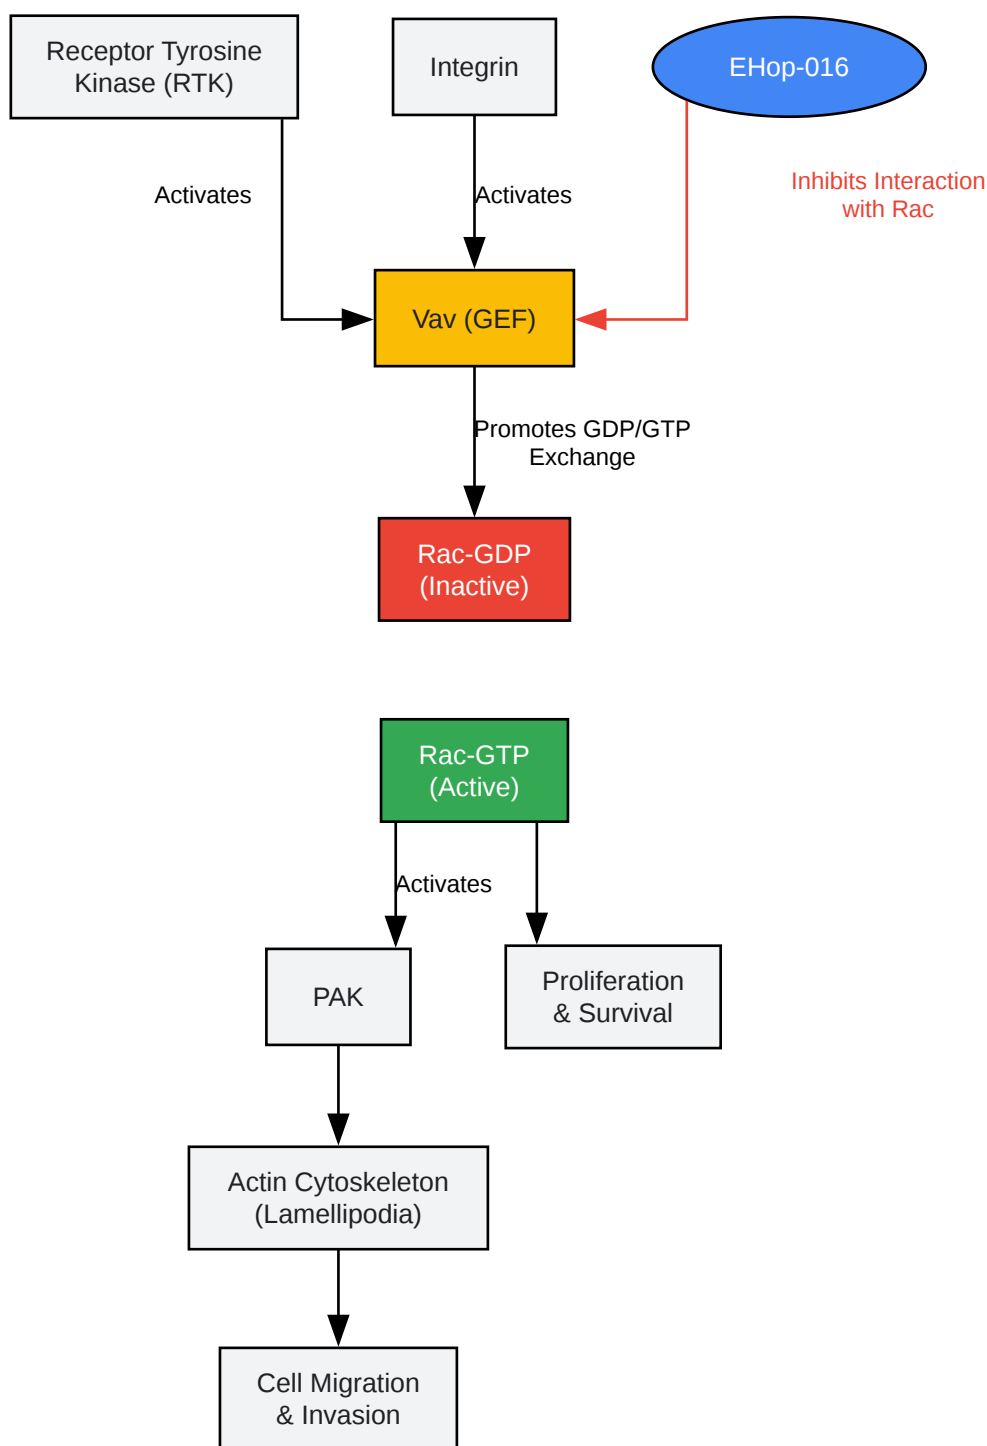 Receptor Tyrosine
Kinase (RTK)
Integrin
EHop-016
Activates
Activates
Inhibits Interaction
with Rac
Vav (GEF)
Promotes GDP/GTP
Exchange
Rac-GDP
(Inactive)
Rac-GTP
(Active)
Activates
PAK
Proliferation
& Survival
Actin Cytoskeleton
(Lamellipodia)
Cell Migration
& Invasion